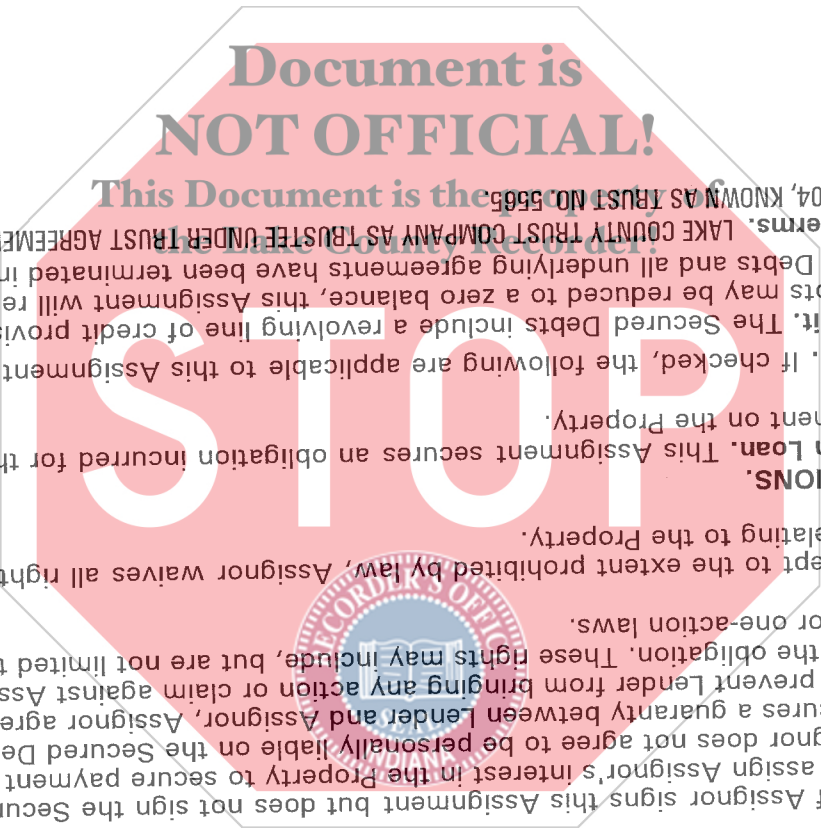 Document is
NOT OFFICIAL!
This Document is the property of
the Lake County Recorder!
STOP
RECORDER'S OFFICE
SEAL
INDIANA
f Assignor signs this Assignment but does not sign the Secur
assign Assignor's interest in the Property to secure payment
gnor does not agree to be personally liable on the Secured De
ures a guaranty between Lender and Assignor, Assignor agre
prevent Lender from bringing any action or claim against Ass
the obligation. These rights may include, but are not limited t
or one-action laws.
ept to the extent prohibited by law, Assignor waives all right
elating to the Property.
IONS.
n Loan. This Assignment secures an obligation incurred for th
ment on the Property.
. If checked, the following are applicable to this Assignment
it. The Secured Debts include a revolving line of credit provis
bts may be reduced to a zero balance, this Assignment will re
Debts and all underlying agreements have been terminated in
erms. LAKE COUNTY TRUST COMPANY AS TRUSTEE UNDER TRUST AGREEME
04, KNOWN AS TRUST NO. 5565.